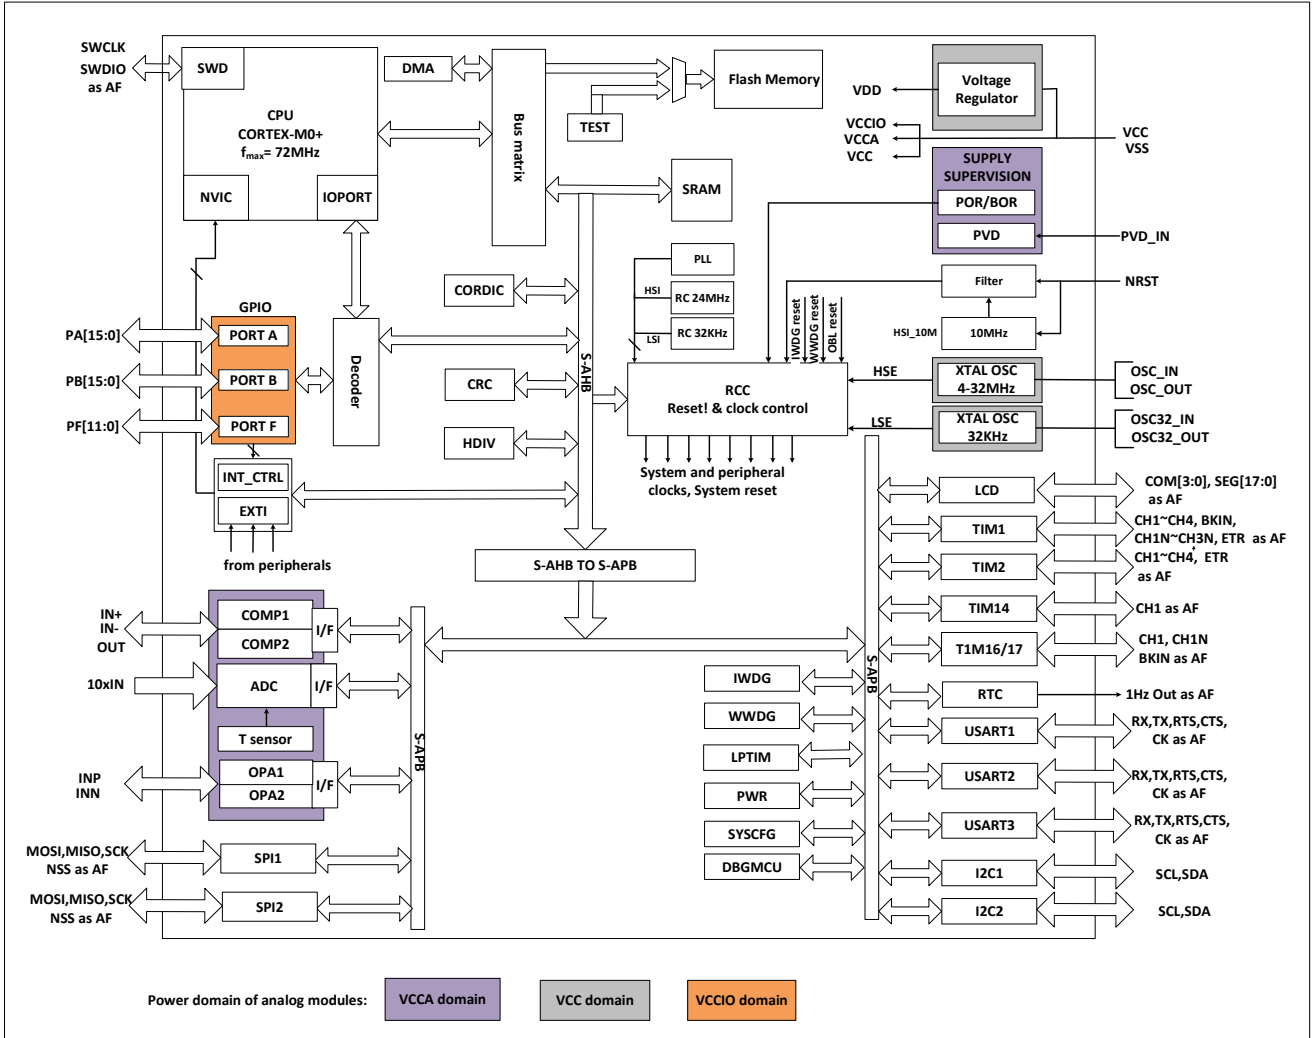 SWCLK
SWDIO
as AF
SWD
CPU
CORTEX-M0+
fmax= 72MHz
NVIC
IOPORT
DMA
Bus matrix
TEST
Flash Memory
SRAM
VDD
Voltage
Regulator
VCCIO
VCCA
VCC
VCC
VSS
SUPPLY
SUPERVISION
POR/BOR
PVD
PVD_IN
PLL
HSI
RC 24MHz
LSI
RC 32KHz
Filter
NRST
HSI_10M
10MHz
IWDG reset
WWDG reset
OBL reset
GPIO
PA[15:0]
PORT A
PB[15:0]
PORT B
PF[11:0]
PORT F
Decoder
CORDIC
CRC
HDIV
S-AHB
RCC
Reset! & clock control
HSE
XTAL OSC
4-32MHz
OSC_IN
OSC_OUT
LSE
XTAL OSC
32KHz
OSC32_IN
OSC32_OUT
INT_CTRL
EXTI
from peripherals
System and peripheral
clocks, System reset
S-AHB TO S-APB
IN+
IN-
OUT
COMP1
COMP2
I/F
10xIN
ADC
I/F
T sensor
INP
INN
OPA1
OPA2
I/F
MOSI,MISO,SCK
NSS as AF
SPI1
MOSI,MISO,SCK
NSS as AF
SPI2
S-APB
IWDG
WWDG
LPTIM
PWR
SYSCFG
DBGMCU
S-APB
LCD
COM[3:0], SEG[17:0]
as AF
TIM1
CH1~CH4, BKIN,
CH1N~CH3N, ETR as AF
TIM2
CH1~CH4, ETR
as AF
TIM14
CH1 as AF
T1M16/17
CH1, CH1N
BKIN as AF
RTC
1Hz Out as AF
USART1
RX,TX,RTS,CTS,
CK as AF
USART2
RX,TX,RTS,CTS,
CK as AF
USART3
RX,TX,RTS,CTS,
CK as AF
I2C1
SCL,SDA
I2C2
SCL,SDA
Power domain of analog modules:
VCCA domain
VCC domain
VCCIO domain